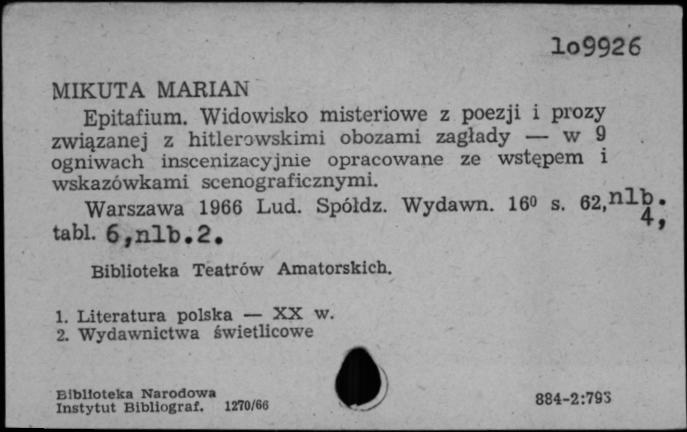 lo9926
MIKUTA MARIAN
Epitafium. Widowisko misteriowe z poezji i prozy
związanej z hitlerowskimi obozami zagłady — w 9
ogniwach inscenizacyjnie opracowane ze wstępem i
wskazówkami scenograficznymi.
Warszawa 1966 Lud. Spółdz. Wydawn. 16⁰ s. 62,nlb.
4,
tabl. 6,nlb.2.
Biblioteka Teatrów Amatorskich.
1. Literatura polska — XX w.
2. Wydawnictwa świetlicowe
Biblioteka Narodowa
Instytut Bibliograf. 1270/66
884-2:793